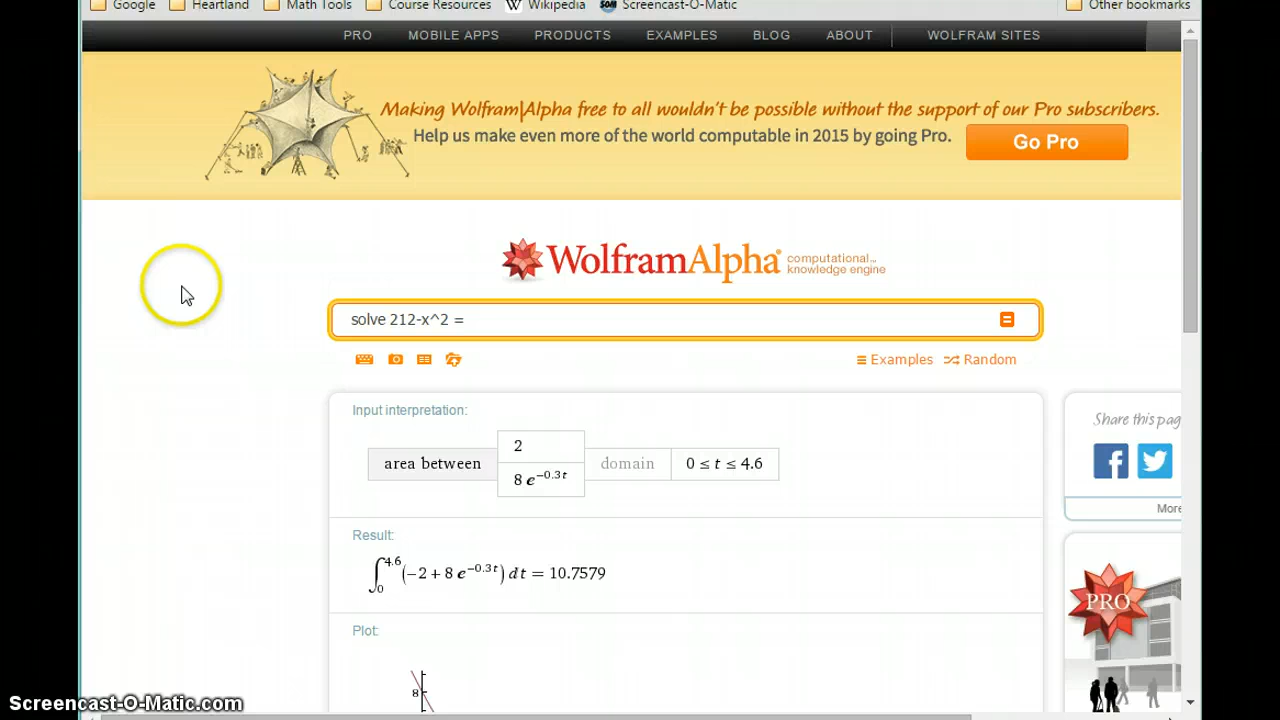 Google Heartland Math Tools Course Resources W Wikipedia SOM Screencast-O-Matic Other bookmarks
PRO MOBILE APPS PRODUCTS EXAMPLES BLOG ABOUT WOLFRAM SITES
Making Wolfram|Alpha free to all wouldn't be possible without the support of our Pro subscribers.
Help us make even more of the world computable in 2015 by going Pro. Go Pro
WolframAlpha computational...
knowledge engine
solve 212-x^2 =
Examples Random
Input interpretation:
area between 2 8 e^-0.3t domain 0 ≤ t ≤ 4.6
Share this pag
Result:
∫₀^4.6 (−2 + 8 e^−0.3t) dt = 10.7579
More
Plot:
PRO
8
Screencast-O-Matic.com